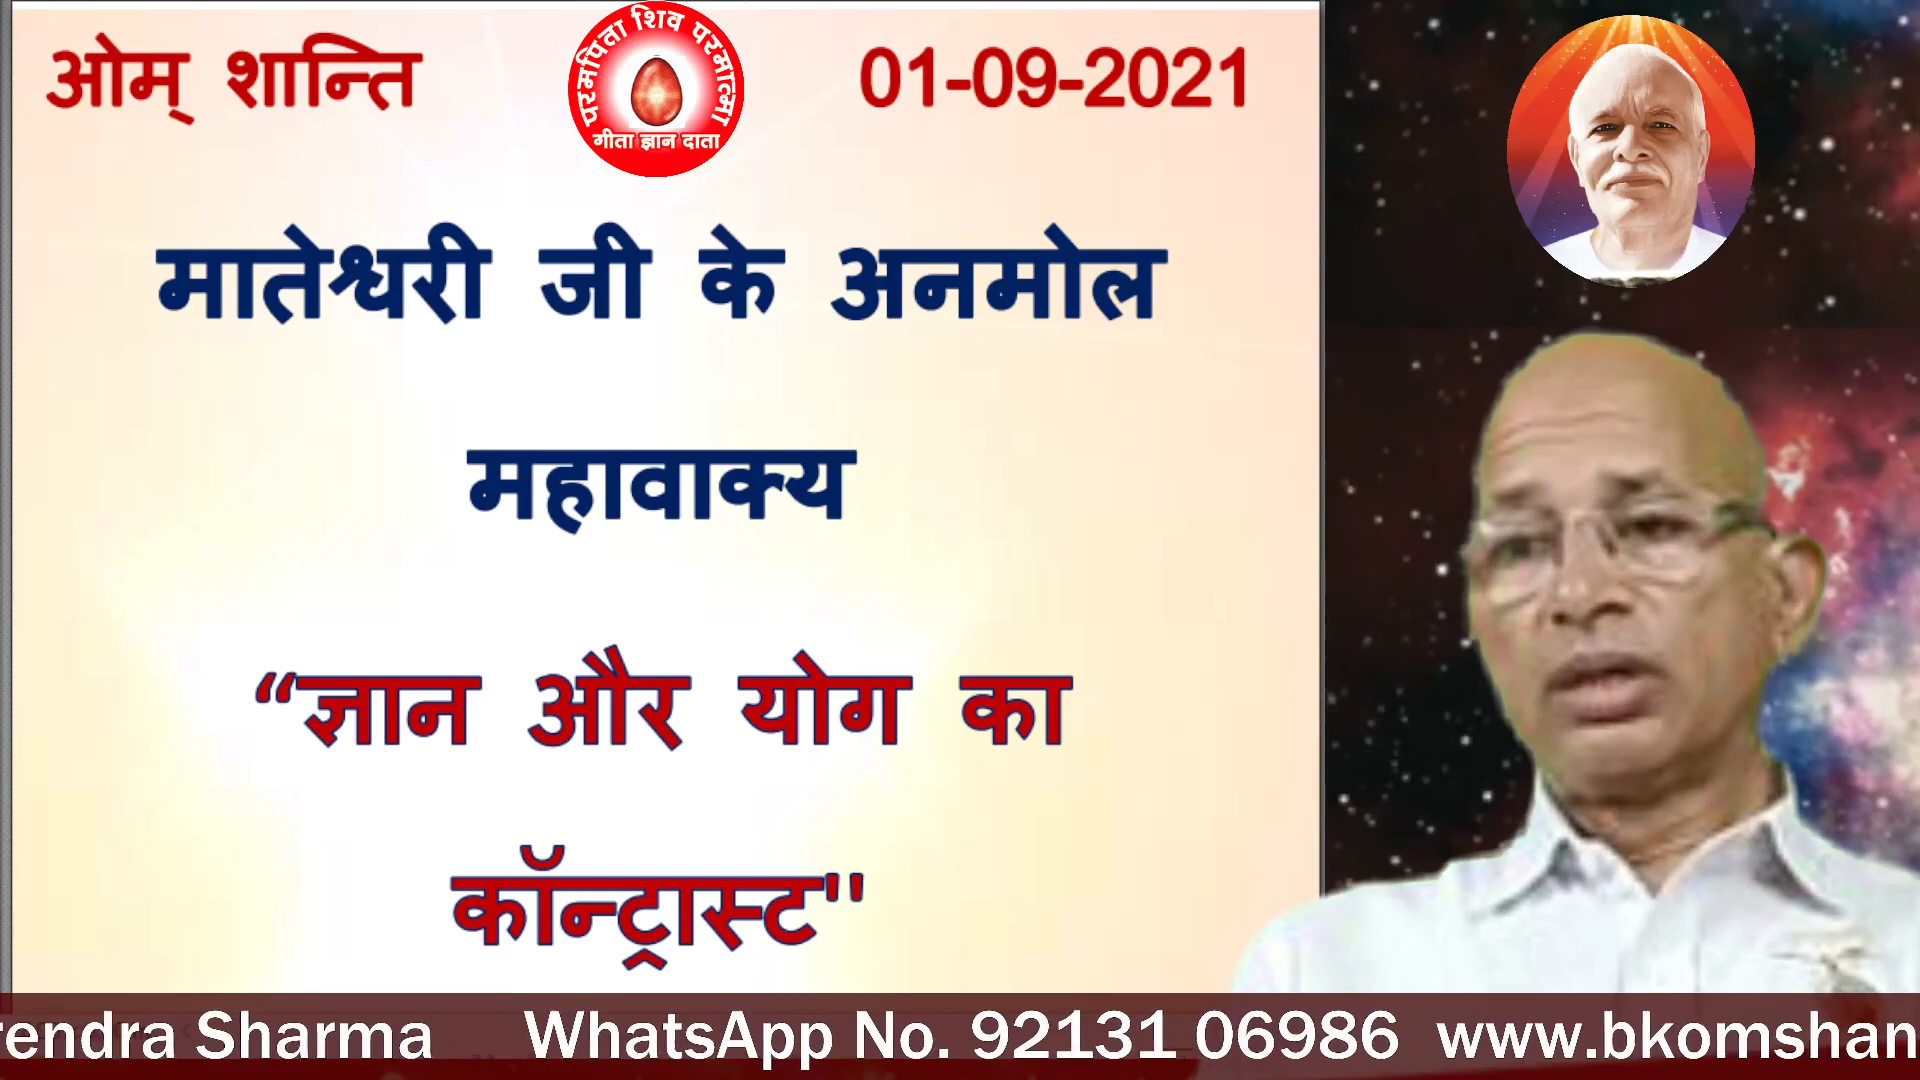 ओम् शान्ति
परमपिता शिव परमात्मा
गीता ज्ञान दाता
01-09-2021
मातेश्वरी जी के अनमोल
महावाक्य
“ज्ञान और योग का
कॉन्ट्रास्ट"
rendra Sharma WhatsApp No. 92131 06986 www.bkomshan